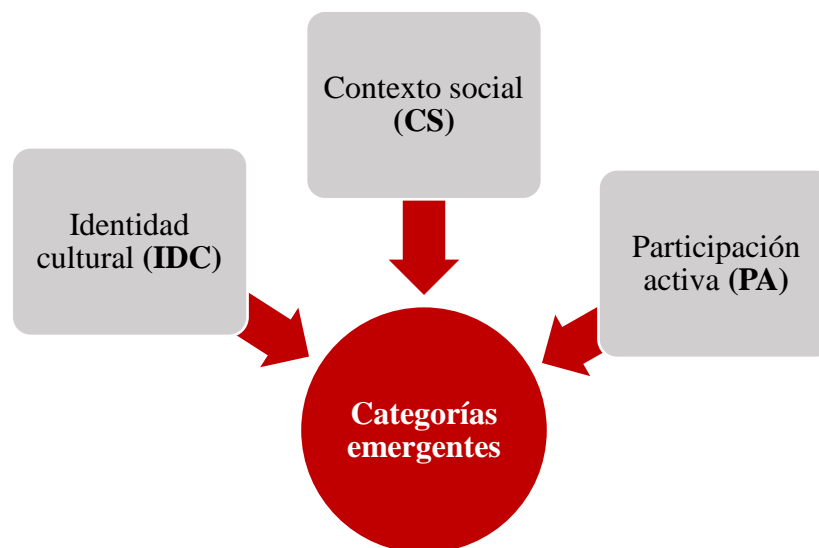 Contexto social
(CS)
Identidad
cultural (IDC)
Participación
activa (PA)
Categorías
emergentes